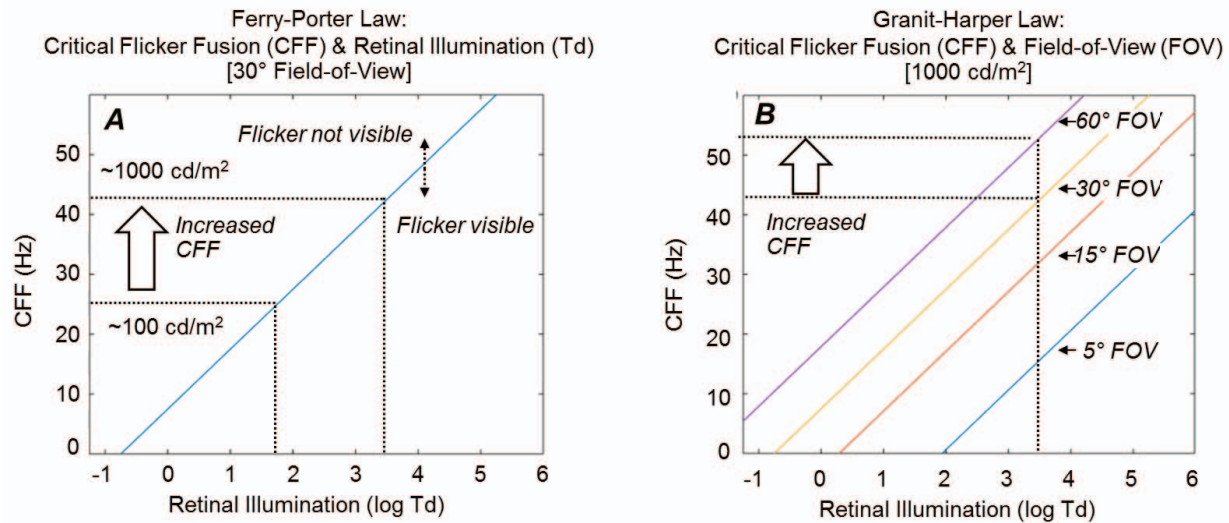 Ferry-Porter Law:
Critical Flicker Fusion (CFF) & Retinal Illumination (Td)
[30° Field-of-View]
A
Flicker not visible
~1000 cd/m²
Increased
CFF
Flicker visible
~100 cd/m²
CFF (Hz)
50
40
30
20
10
0
-1 0 1 2 3 4 5 6
Retinal Illumination (log Td)
Granit-Harper Law:
Critical Flicker Fusion (CFF) & Field-of-View (FOV)
[1000 cd/m²]
B
60° FOV
30° FOV
Increased
CFF
15° FOV
5° FOV
CFF (Hz)
50
40
30
20
10
0
-1 0 1 2 3 4 5 6
Retinal Illumination (log Td)